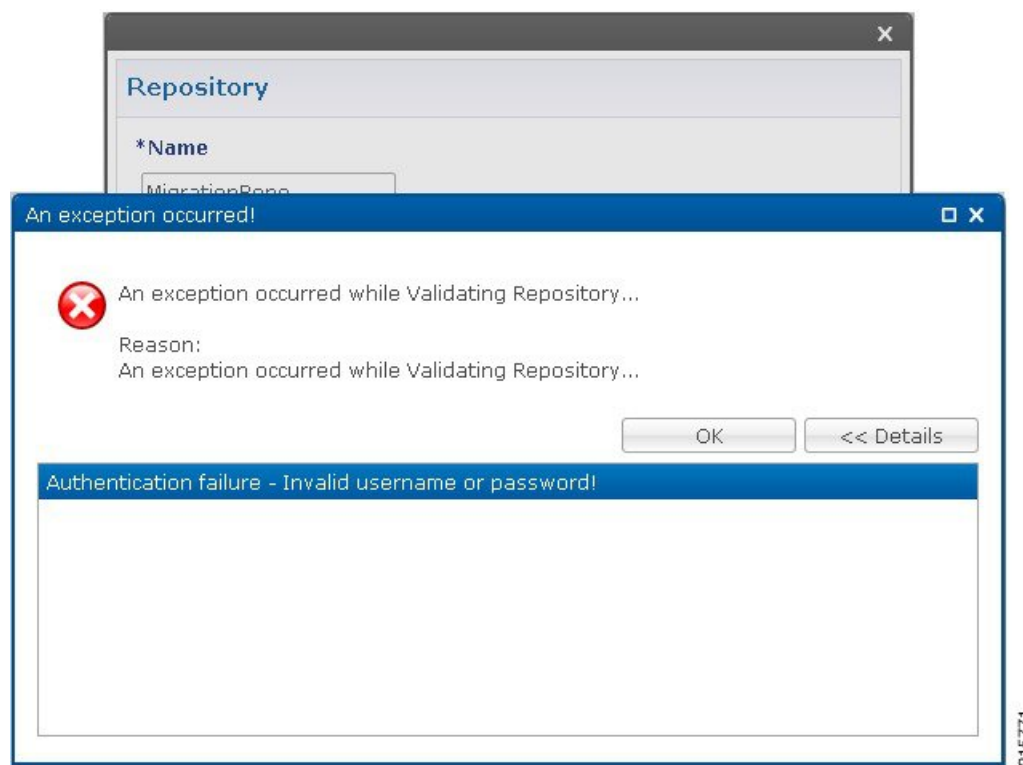 X
Repository
*Name
MigrationRepo
An exception occurred!
X
An exception occurred while Validating Repository...
Reason:
An exception occurred while Validating Repository...
OK
<< Details
Authentication failure - Invalid username or password!